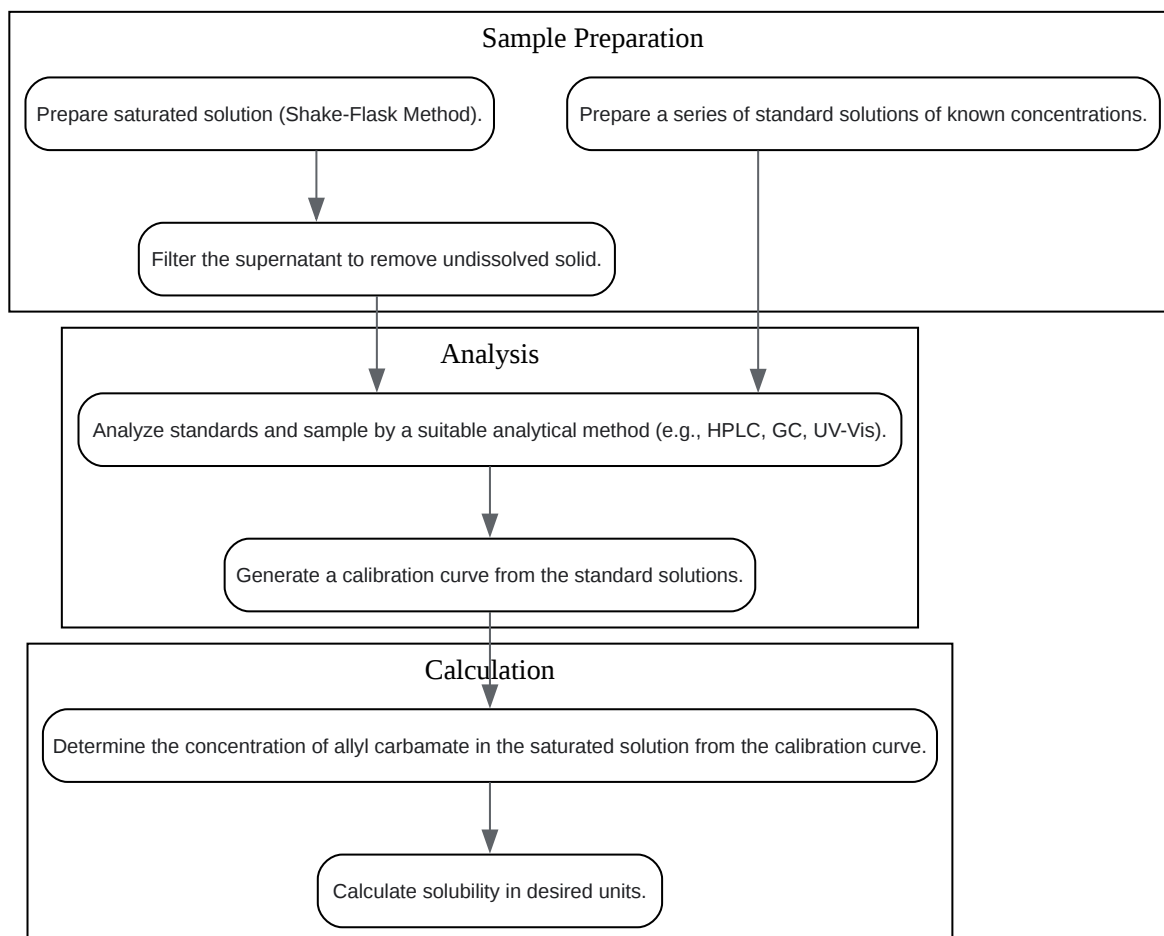 Sample Preparation
Prepare saturated solution (Shake-Flask Method).
Prepare a series of standard solutions of known concentrations.
Filter the supernatant to remove undissolved solid.
Analysis
Analyze standards and sample by a suitable analytical method (e.g., HPLC, GC, UV-Vis).
Generate a calibration curve from the standard solutions.
Calculation
Determine the concentration of allyl carbamate in the saturated solution from the calibration curve.
Calculate solubility in desired units.